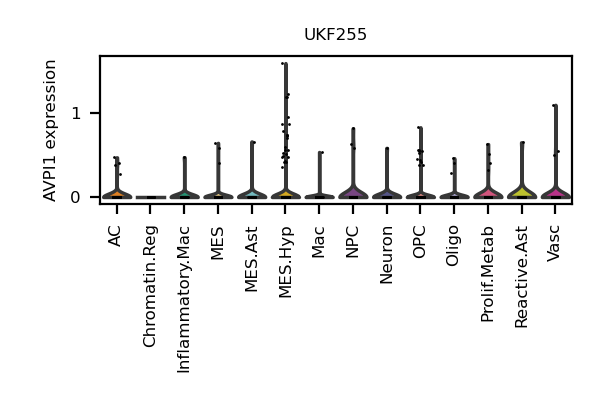 UKF255
AVPI1 expression
1
0
AC
Chromatin.Reg
Inflammatory.Mac
MES
MES.Ast
MES.Hyp
Mac
NPC
Neuron
OPC
Oligo
Prolif.Metab
Reactive.Ast
Vasc